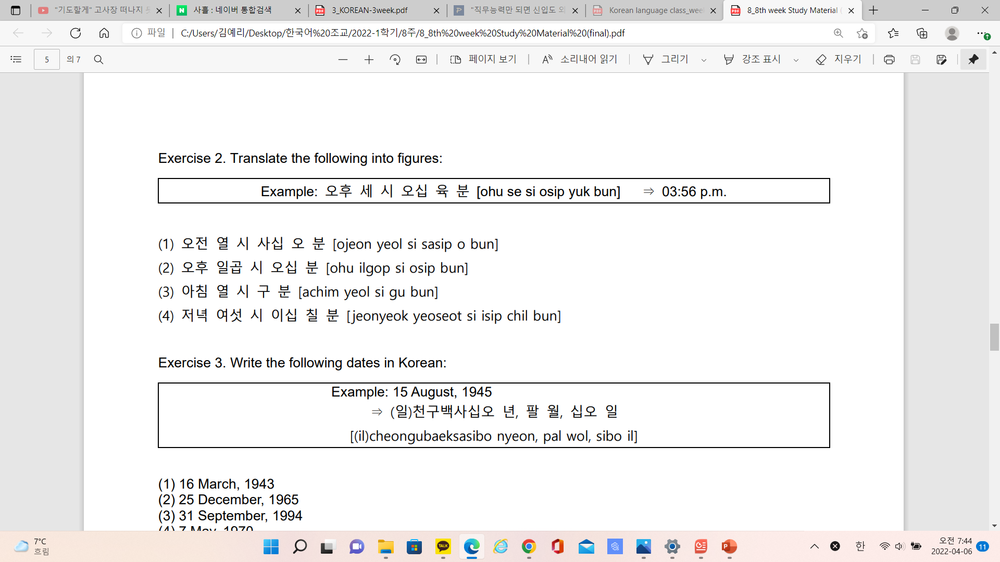 "기도할게" 고사장 떠나지 못
사흘 : 네이버 통합검색
3_KOREAN-3week.pdf
"직무능력만 되면 신입도 외
Korean language class_wee
8_8th week Study Material (
파일
C:/Users/김예리/Desktop/한국어%20조교/2022-1학기/8주/8_8th%20week%20Study%20Material%20(final).pdf
5 의 7
페이지 보기
소리내어 읽기
그리기
강조 표시
지우기
Exercise 2. Translate the following into figures:
Example: 오후 세 시 오십 육 분 [ohu se si osip yuk bun] ⇒ 03:56 p.m.
(1) 오전 열 시 사십 오 분 [ojeon yeol si sasip o bun]
(2) 오후 일곱 시 오십 분 [ohu ilgop si osip bun]
(3) 아침 열 시 구 분 [achim yeol si gu bun]
(4) 저녁 여섯 시 이십 칠 분 [jeonyeok yeoseot si isip chil bun]
Exercise 3. Write the following dates in Korean:
Example: 15 August, 1945
⇒ (일)천구백사십오 년, 팔 월, 십오 일
[(il)cheongubaeksasibo nyeon, pal wol, sibo il]
(1) 16 March, 1943
(2) 25 December, 1965
(3) 31 September, 1994
(4) 7 May, 1970
7°C
흐림
TALK
한
오전 7:44
2022-04-06
11